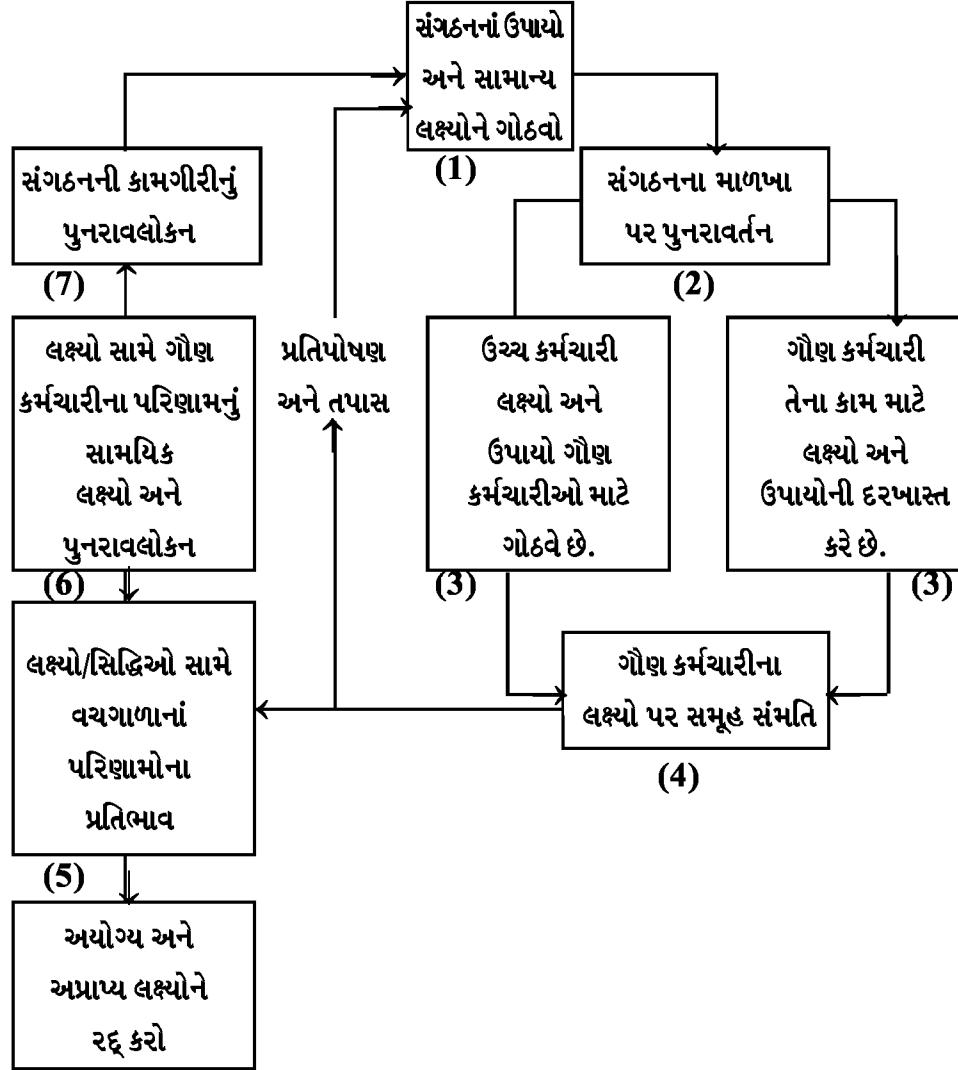 સંગઠનનાં ઉપાયો
અને સામાન્ય
લક્ષ્યોને ગોઠવો
(1)
સંગઠનના માળખા
પર પુનરાવર્તન
(2)
ઉચ્ચ કર્મચારી
લક્ષ્યો અને
ઉપાયો ગૌણ
કર્મચારીઓ માટે
ગોઠવે છે.
(3)
ગૌણ કર્મચારી
તેના કામ માટે
લક્ષ્યો અને
ઉપાયોની દરખાસ્ત
કરે છે.
(3)
ગૌણ કર્મચારીના
લક્ષ્યો પર સમૂહ સંમતિ
(4)
પ્રતિપોષણ
અને તપાસ
સંગઠનની કામગીરીનું
પુનરાવલોકન
(7)
લક્ષ્યો સામે ગૌણ
કર્મચારીના પરિણામનું
સામયિક
લક્ષ્યો અને
પુનરાવલોકન
(6)
લક્ષ્યો/સિદ્ધિઓ સામે
વચગાળાનાં
પરિણામોના
પ્રતિભાવ
(5)
અયોગ્ય અને
અપ્રાપ્ય લક્ષ્યોને
રદ્દ કરો